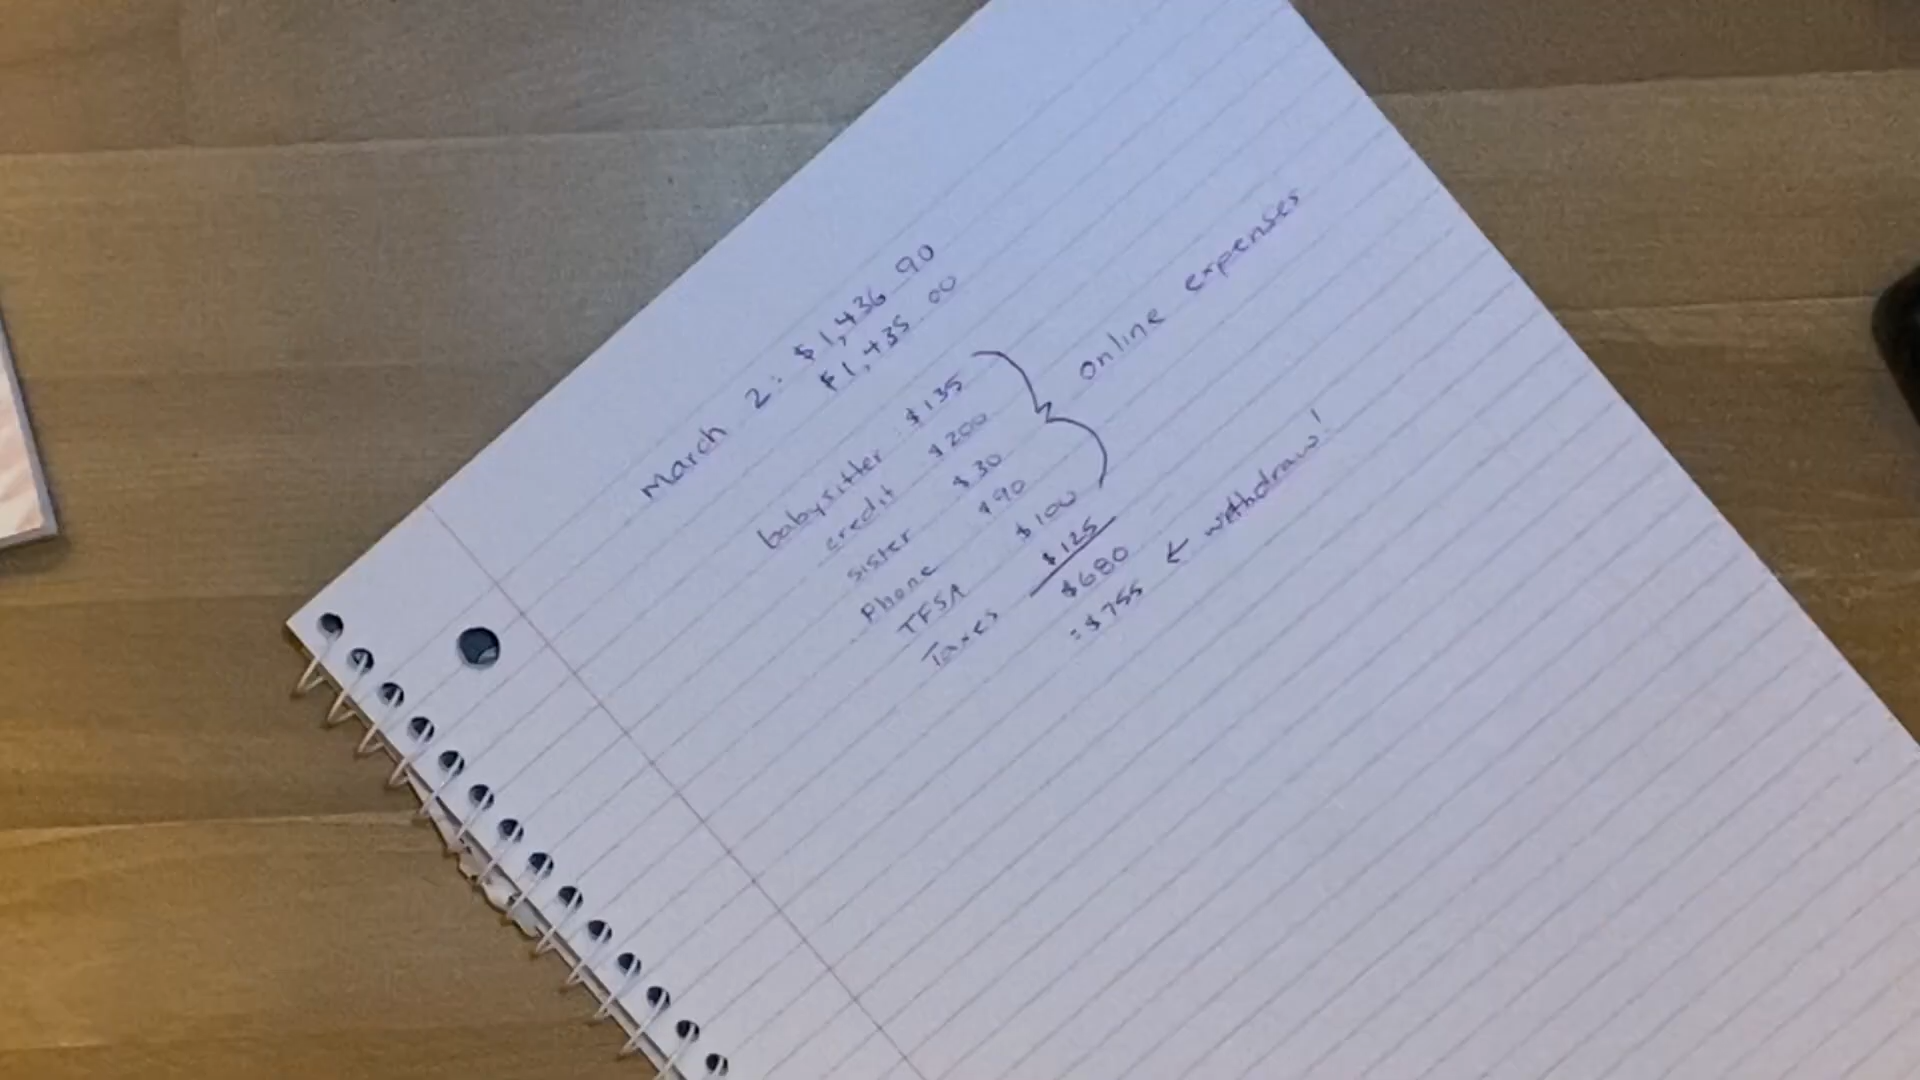 March 2: $1,436.90
$1,435.00
babysitter $135
credit $200
sister $30
Phone $90
TFSA $100
Taxes $125
online expenses
$680
=$755 ← withdraw!